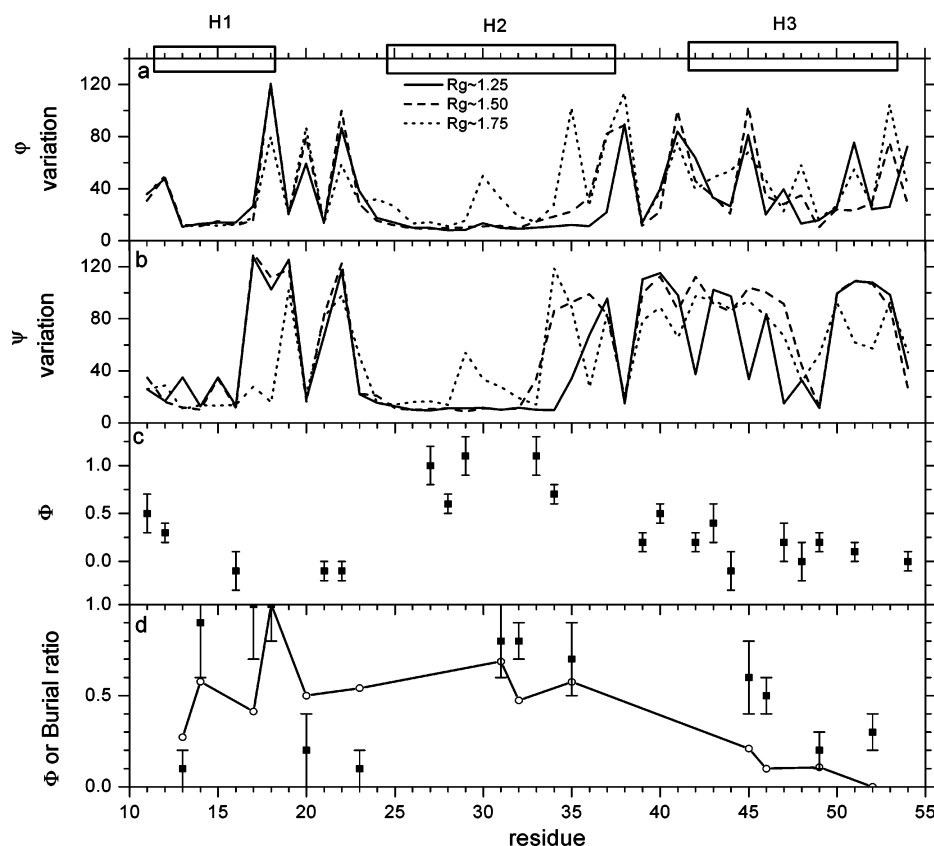 H1
H2
H3
a
120
80
40
0
φ
variation
Rg~1.25
Rg~1.50
Rg~1.75
b
120
80
40
0
ψ
variation
c
1.0
0.5
0.0
Φ
d
1.0
0.5
0.0
Φ or Burial ratio
10 15 20 25 30 35 40 45 50 55
residue